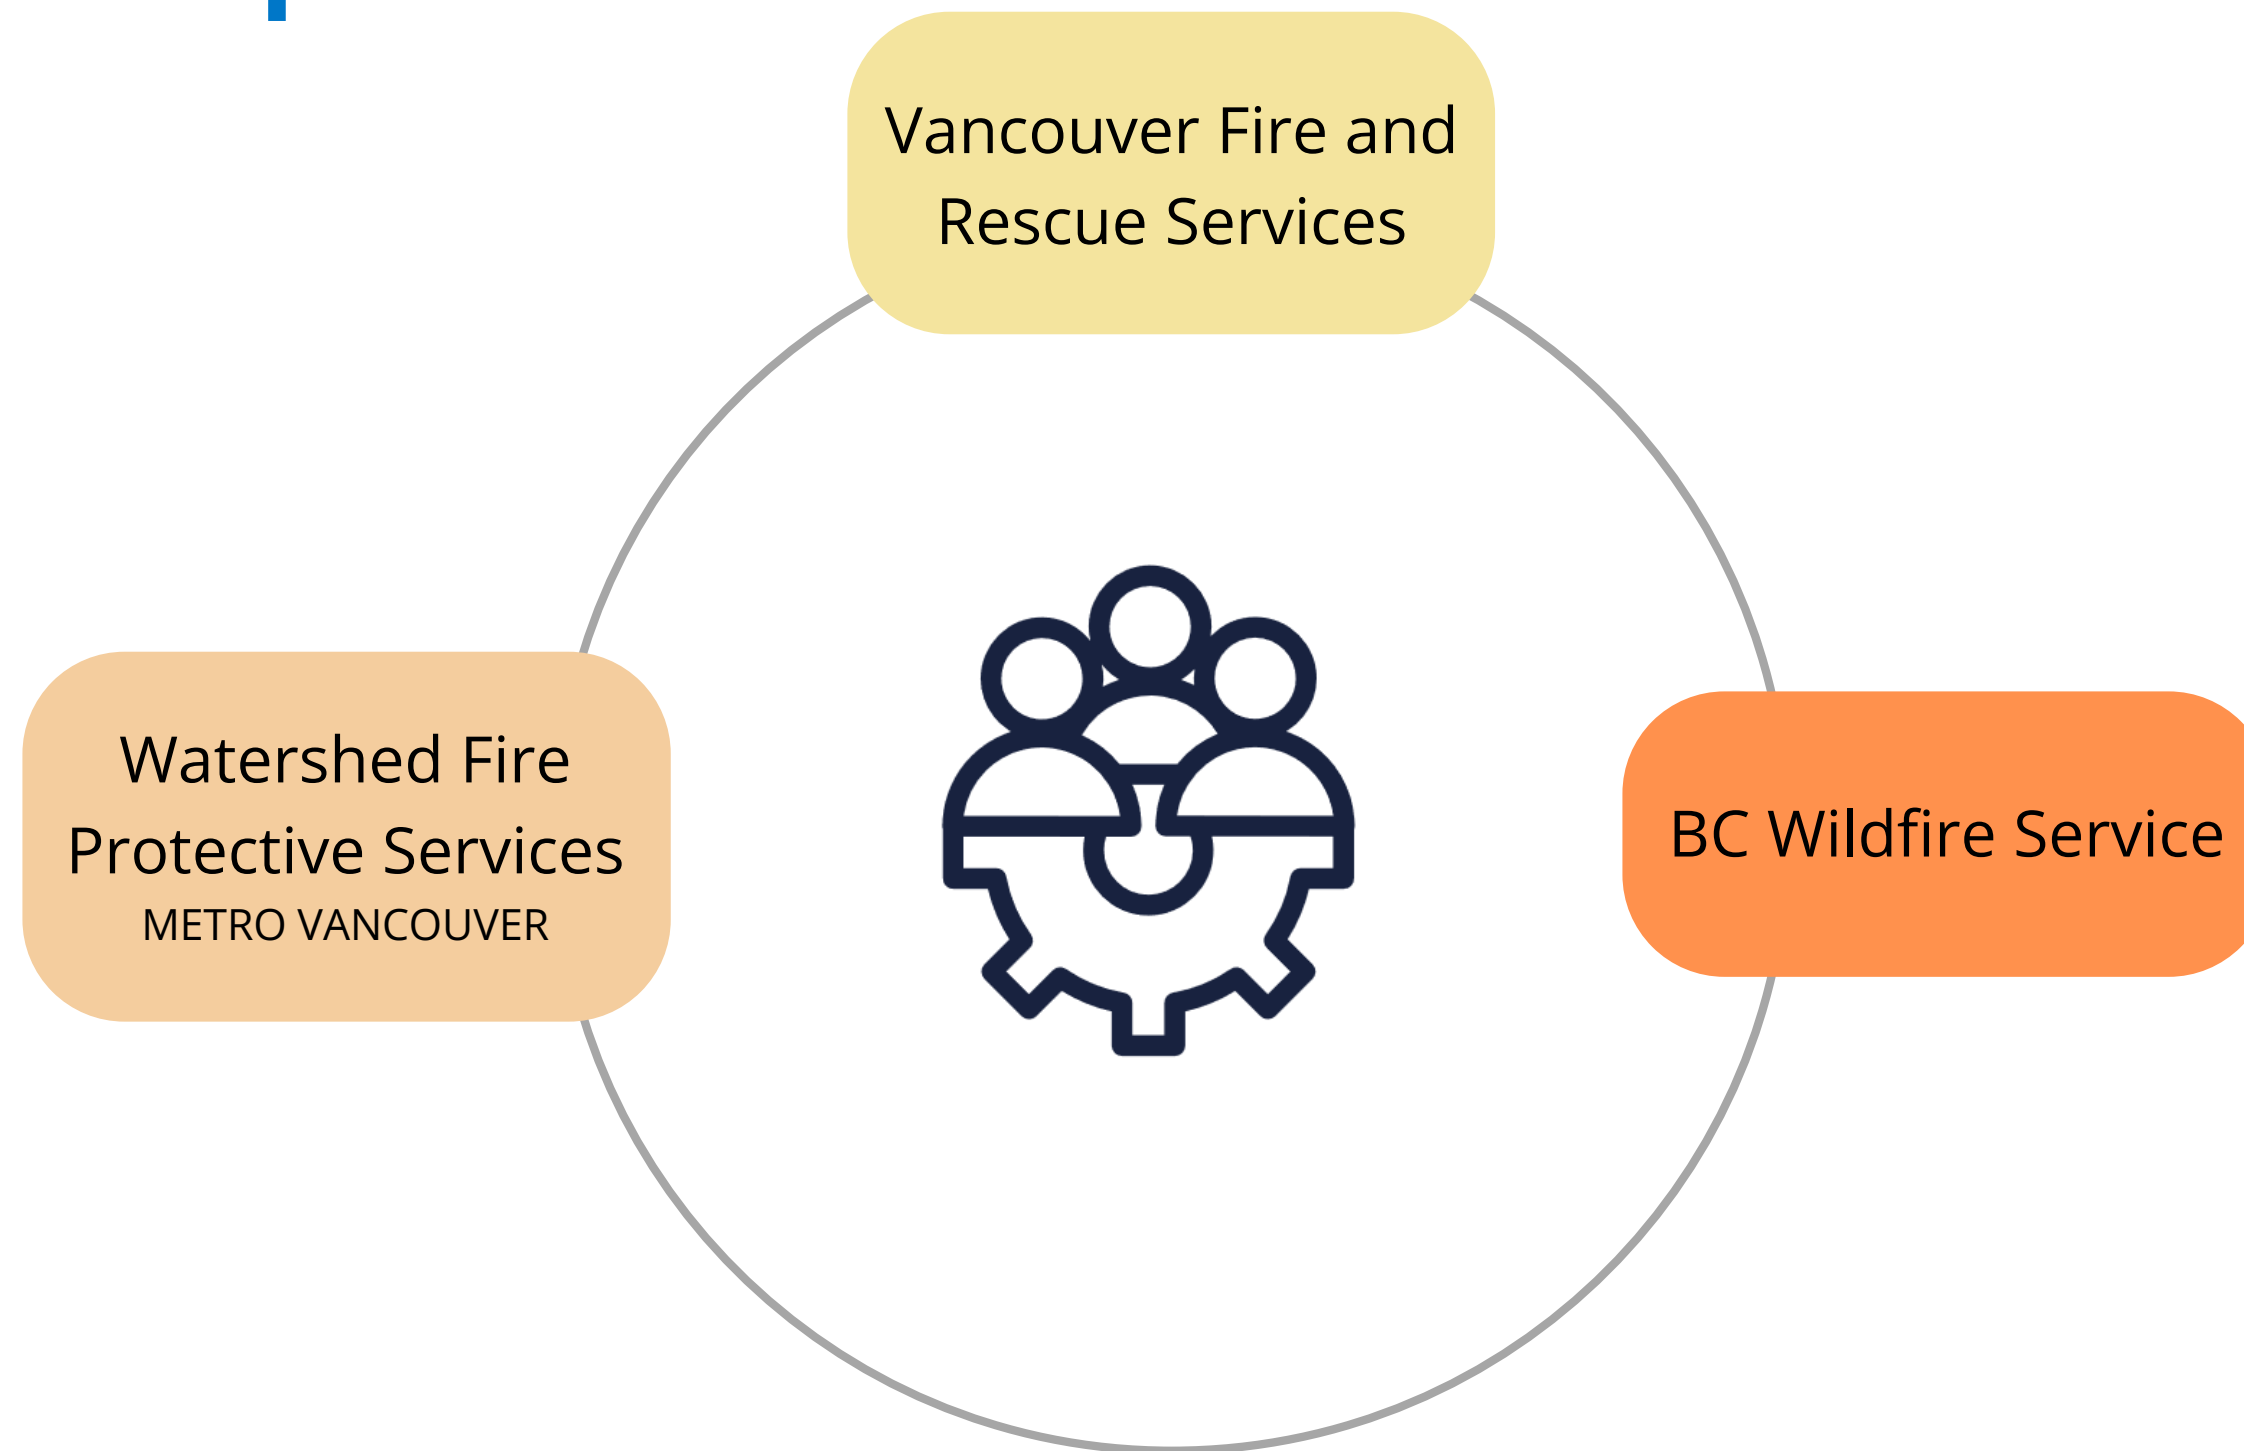 Vancouver Fire and
Rescue Services
Watershed Fire
Protective Services
METRO VANCOUVER
BC Wildfire Service